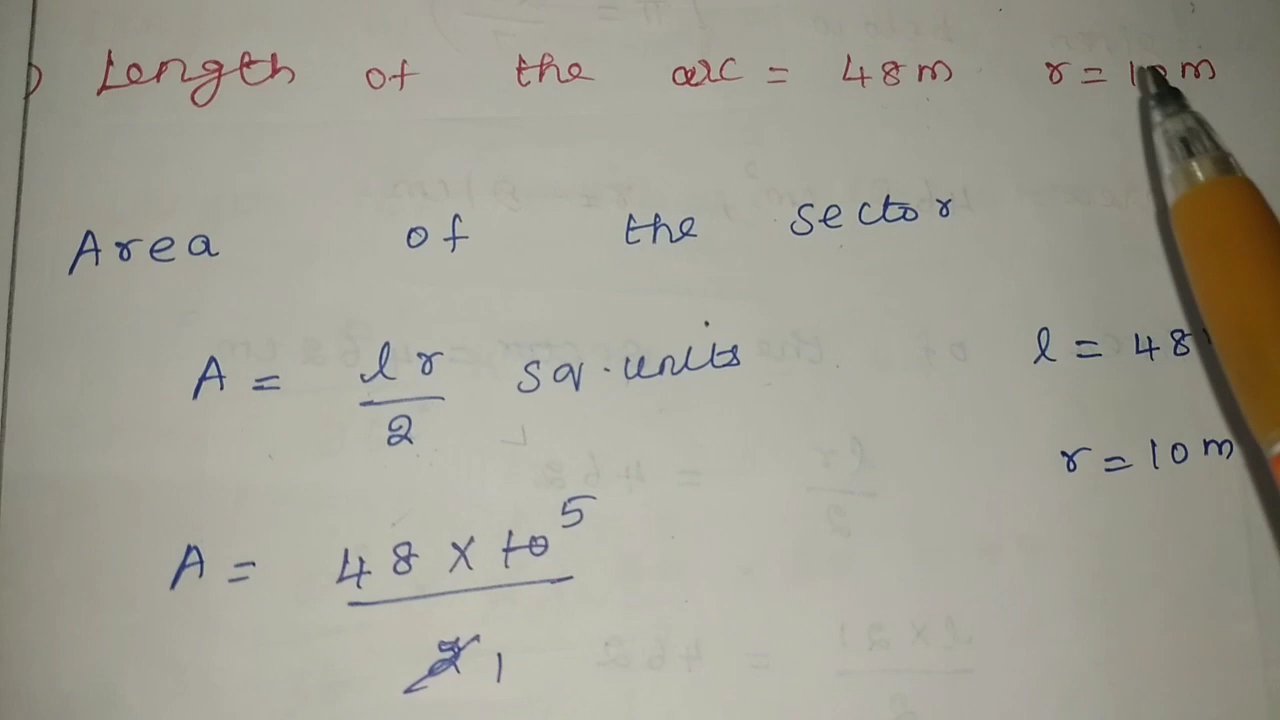 ) Length of the arc = 48m r = 10m
Area of the sector
A = lr/2 sq.units l = 48
r = 10 m
A = 48 x 10 5
2 1